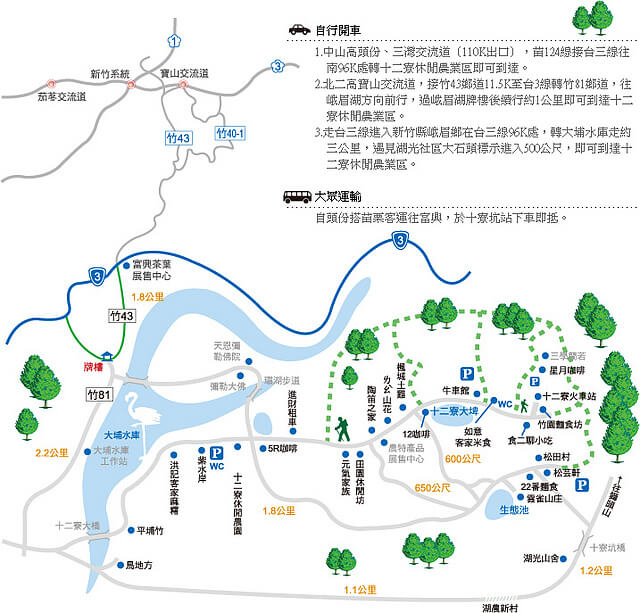 自行開車
1.中山高頭份、三灣交流道（110K出口），苗124線接台三線往
南96K處轉十二寮休閒農業區即可到達。
2.北二高寶山交流道，接竹43鄉道11.5K至台3線轉竹81鄉道，往
峨眉湖方向前行，過峨眉湖牌樓後續行約1公里即可到達十二
寮休閒農業區。
3.走台三線進入新竹縣峨眉鄉在台三線96K處，轉大埔水庫走約
三公里，遇見湖光社區大石頭標示進入500公尺，即可到達十
二寮休閒農業區。
大眾運輸
自頭份搭苗栗客運往富興，於十寮坑站下車即抵。
1
3
新竹系統
寶山交流道
茄苳交流道
竹43
竹40-1
3
3
富興茶葉
展售中心
1.8公里
竹43
牌樓
竹81
天恩彌
勒佛院
彌勒大佛
環湖步道
進財租車
5R咖啡
大埔水庫
大埔水庫
工作站
2.2公里
洪記客家麻糬
紫水岸
P
WC
十二寮休閒農園
1.8公里
十二寮大橋
平埔竹
鳥地方
元氣家族
田園休閒坊
陶笛之家
ㄉㄠ山花
楓城土雞
農特產品
展售中心
12咖啡
十二寮大埤
牛車館
WC
如意
客家米食
600公尺
650公尺
三學蘭若
星月咖啡
十二寮火車站
竹園麵食坊
食二聊小吃
松田村
松芸軒
22番麵食
雲雀山庄
P
生態池
往獅頭山
十寮坑橋
湖光山舍
1.2公里
1.1公里
湖農新村